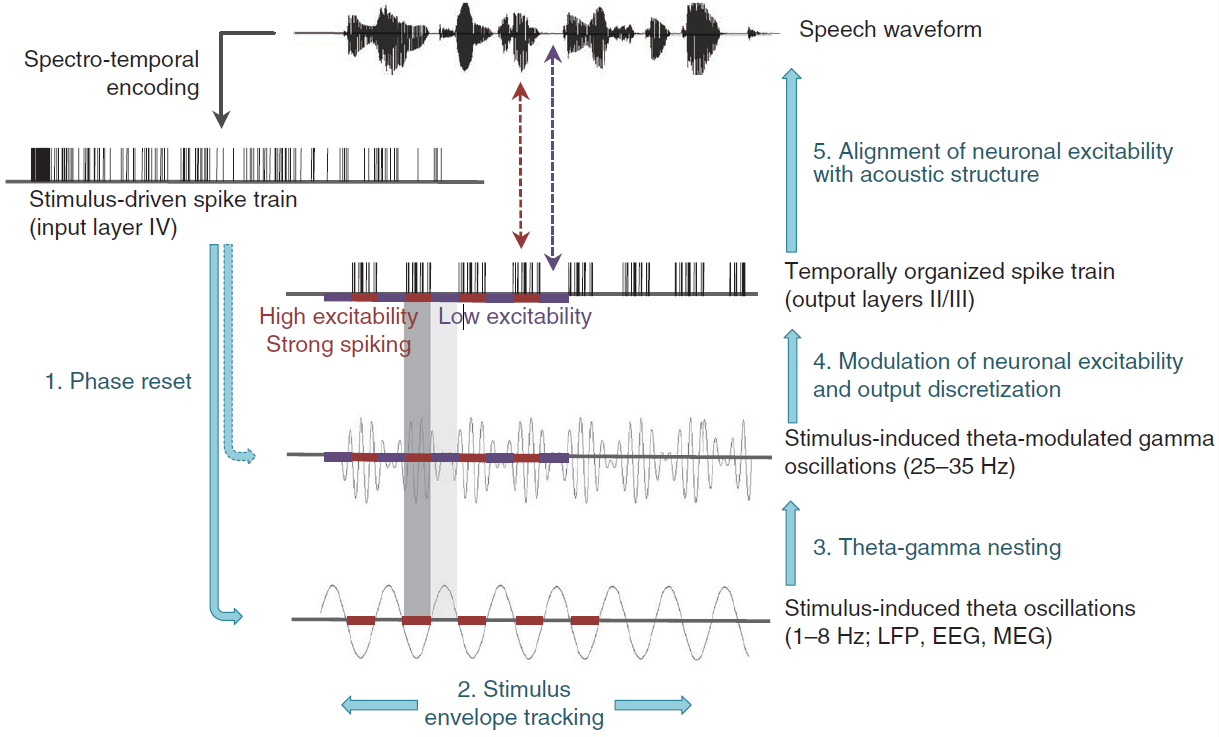 Speech waveform
Spectro-temporal
encoding
5. Alignment of neuronal excitability
with acoustic structure
Stimulus-driven spike train
(input layer IV)
Temporally organized spike train
(output layers II/III)
High excitability
Low excitability
Strong spiking
1. Phase reset
4. Modulation of neuronal excitability
and output discretization
Stimulus-induced theta-modulated gamma
oscillations (25–35 Hz)
3. Theta-gamma nesting
Stimulus-induced theta oscillations
(1–8 Hz; LFP, EEG, MEG)
2. Stimulus
envelope tracking